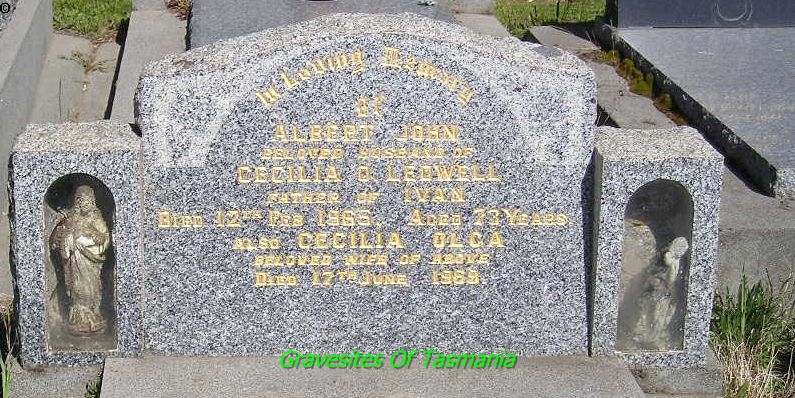 ©
In Loving Memory
of
ALBERT JOHN
BELOVED HUSBAND OF
CECILIA O. LEDWELL
FATHER OF IVAN
DIED 12TH FEB. 1965. AGED 73 YEARS
ALSO CECILIA OLGA
BELOVED WIFE OF ABOVE
DIED 17TH JUNE 1969.
Gravesites Of Tasmania